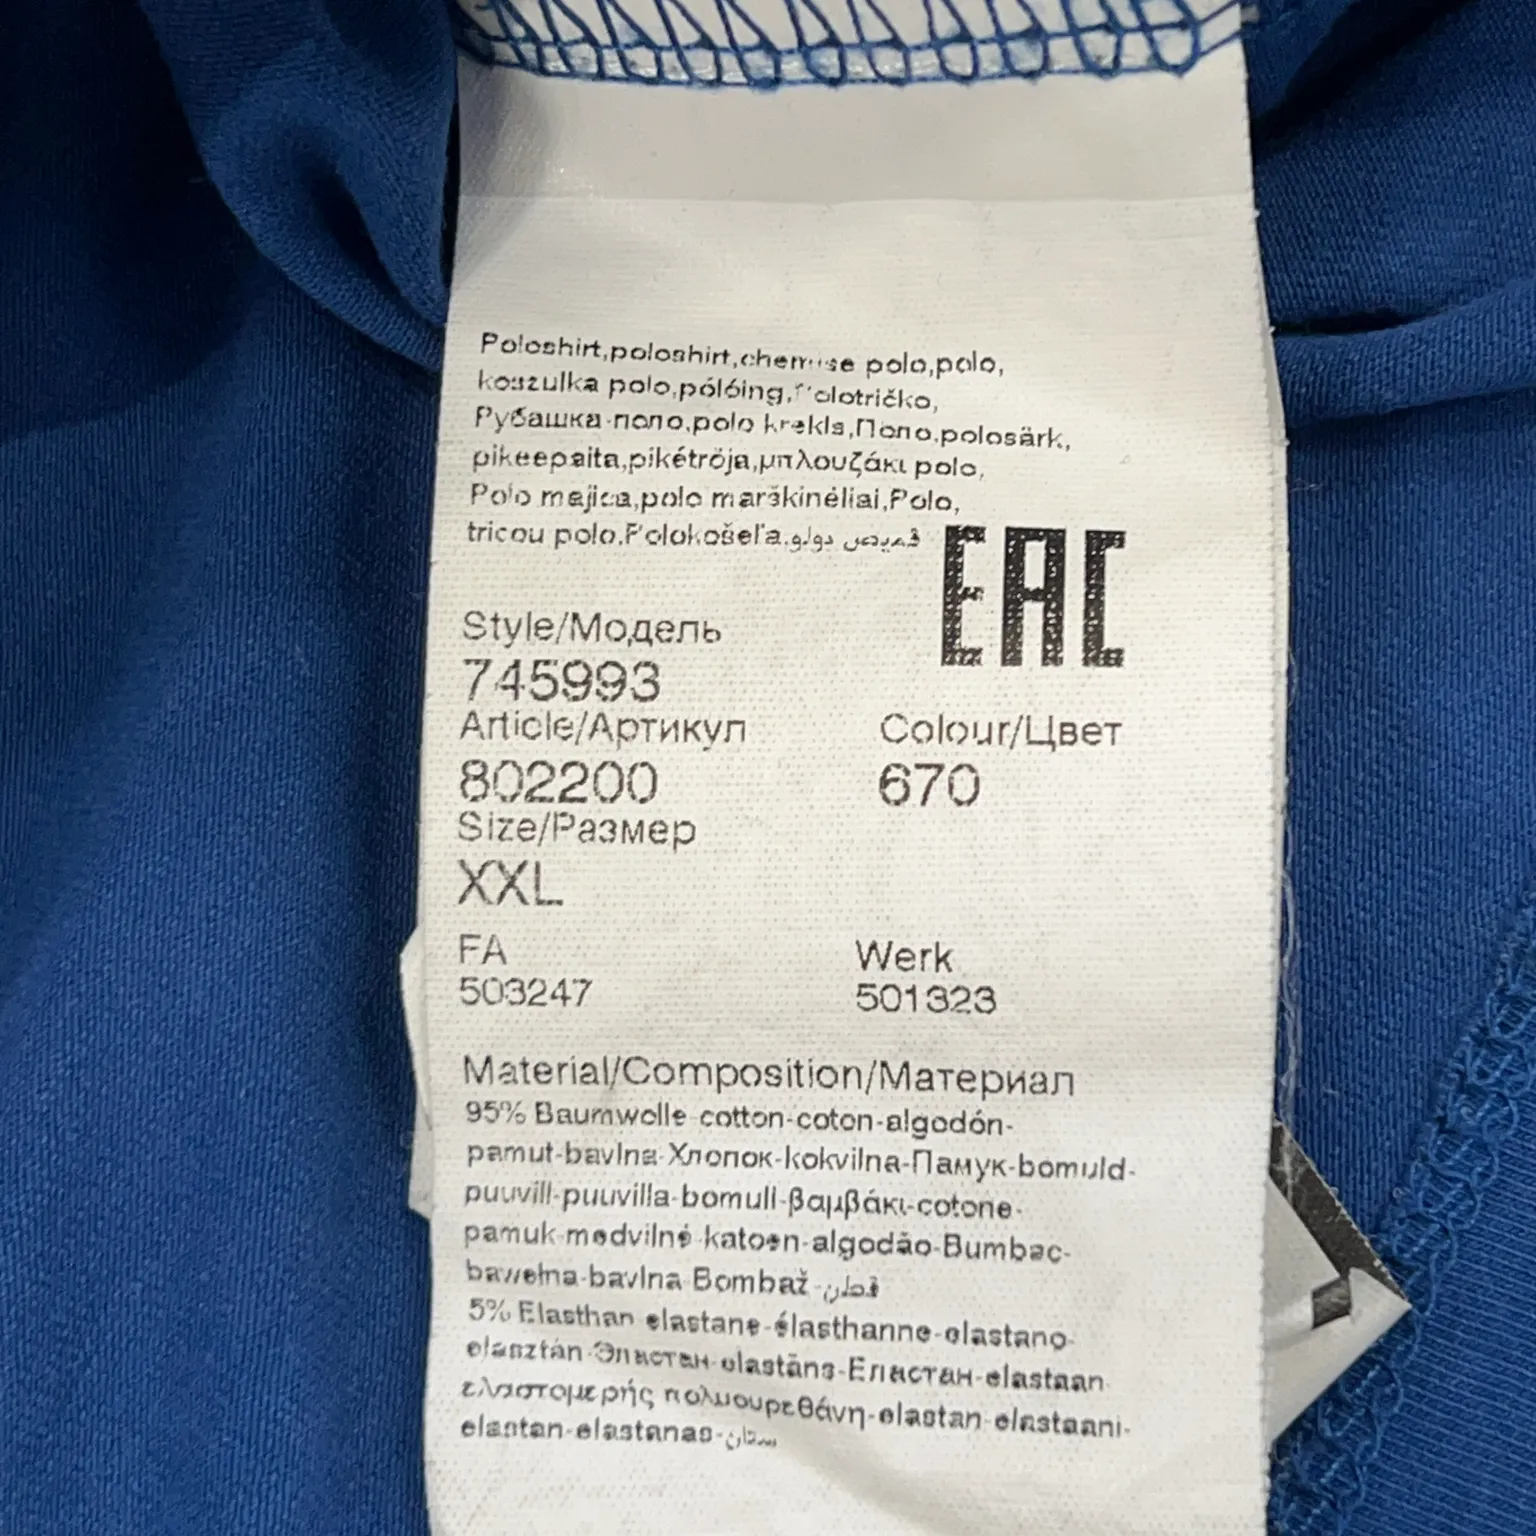 Poloshirt,poloshirt,chemise polo,polo,
koszulka polo,pólóing,Polotričko,
Рубашка-поло,polo krekls,Поло,polosärk,
pikeepaita,pikétröja,μπλουζάκι polo,
Polo majica,polo marškinėliai,Polo,
tricou polo,Polokošeľa,قميص دولو
EAC
Style/Модель
745993
Article/Артикул Colour/Цвет
802200 670
Size/Размер
XXL
FA Werk
503247 501323
Material/Composition/Материал
95% Baumwolle-cotton-coton-algodón-
pamut-bavlna-Хлопок-kokvilna-Памук-bomuld-
puuvill-puuvilla-bomull-βαμβάκι-cotone-
pamuk-medvilnė-katoen-algodão-Bumbac-
bawełna-bavlna-Bombaž-قطن
5% Elasthan-elastane-élasthanne-elastano-
elasztán-Эластан-elastāns-Еластан-elastaan-
ελαστομερής πολυουρεθάνη-elastan-elastaani-
elastan-elastanas-